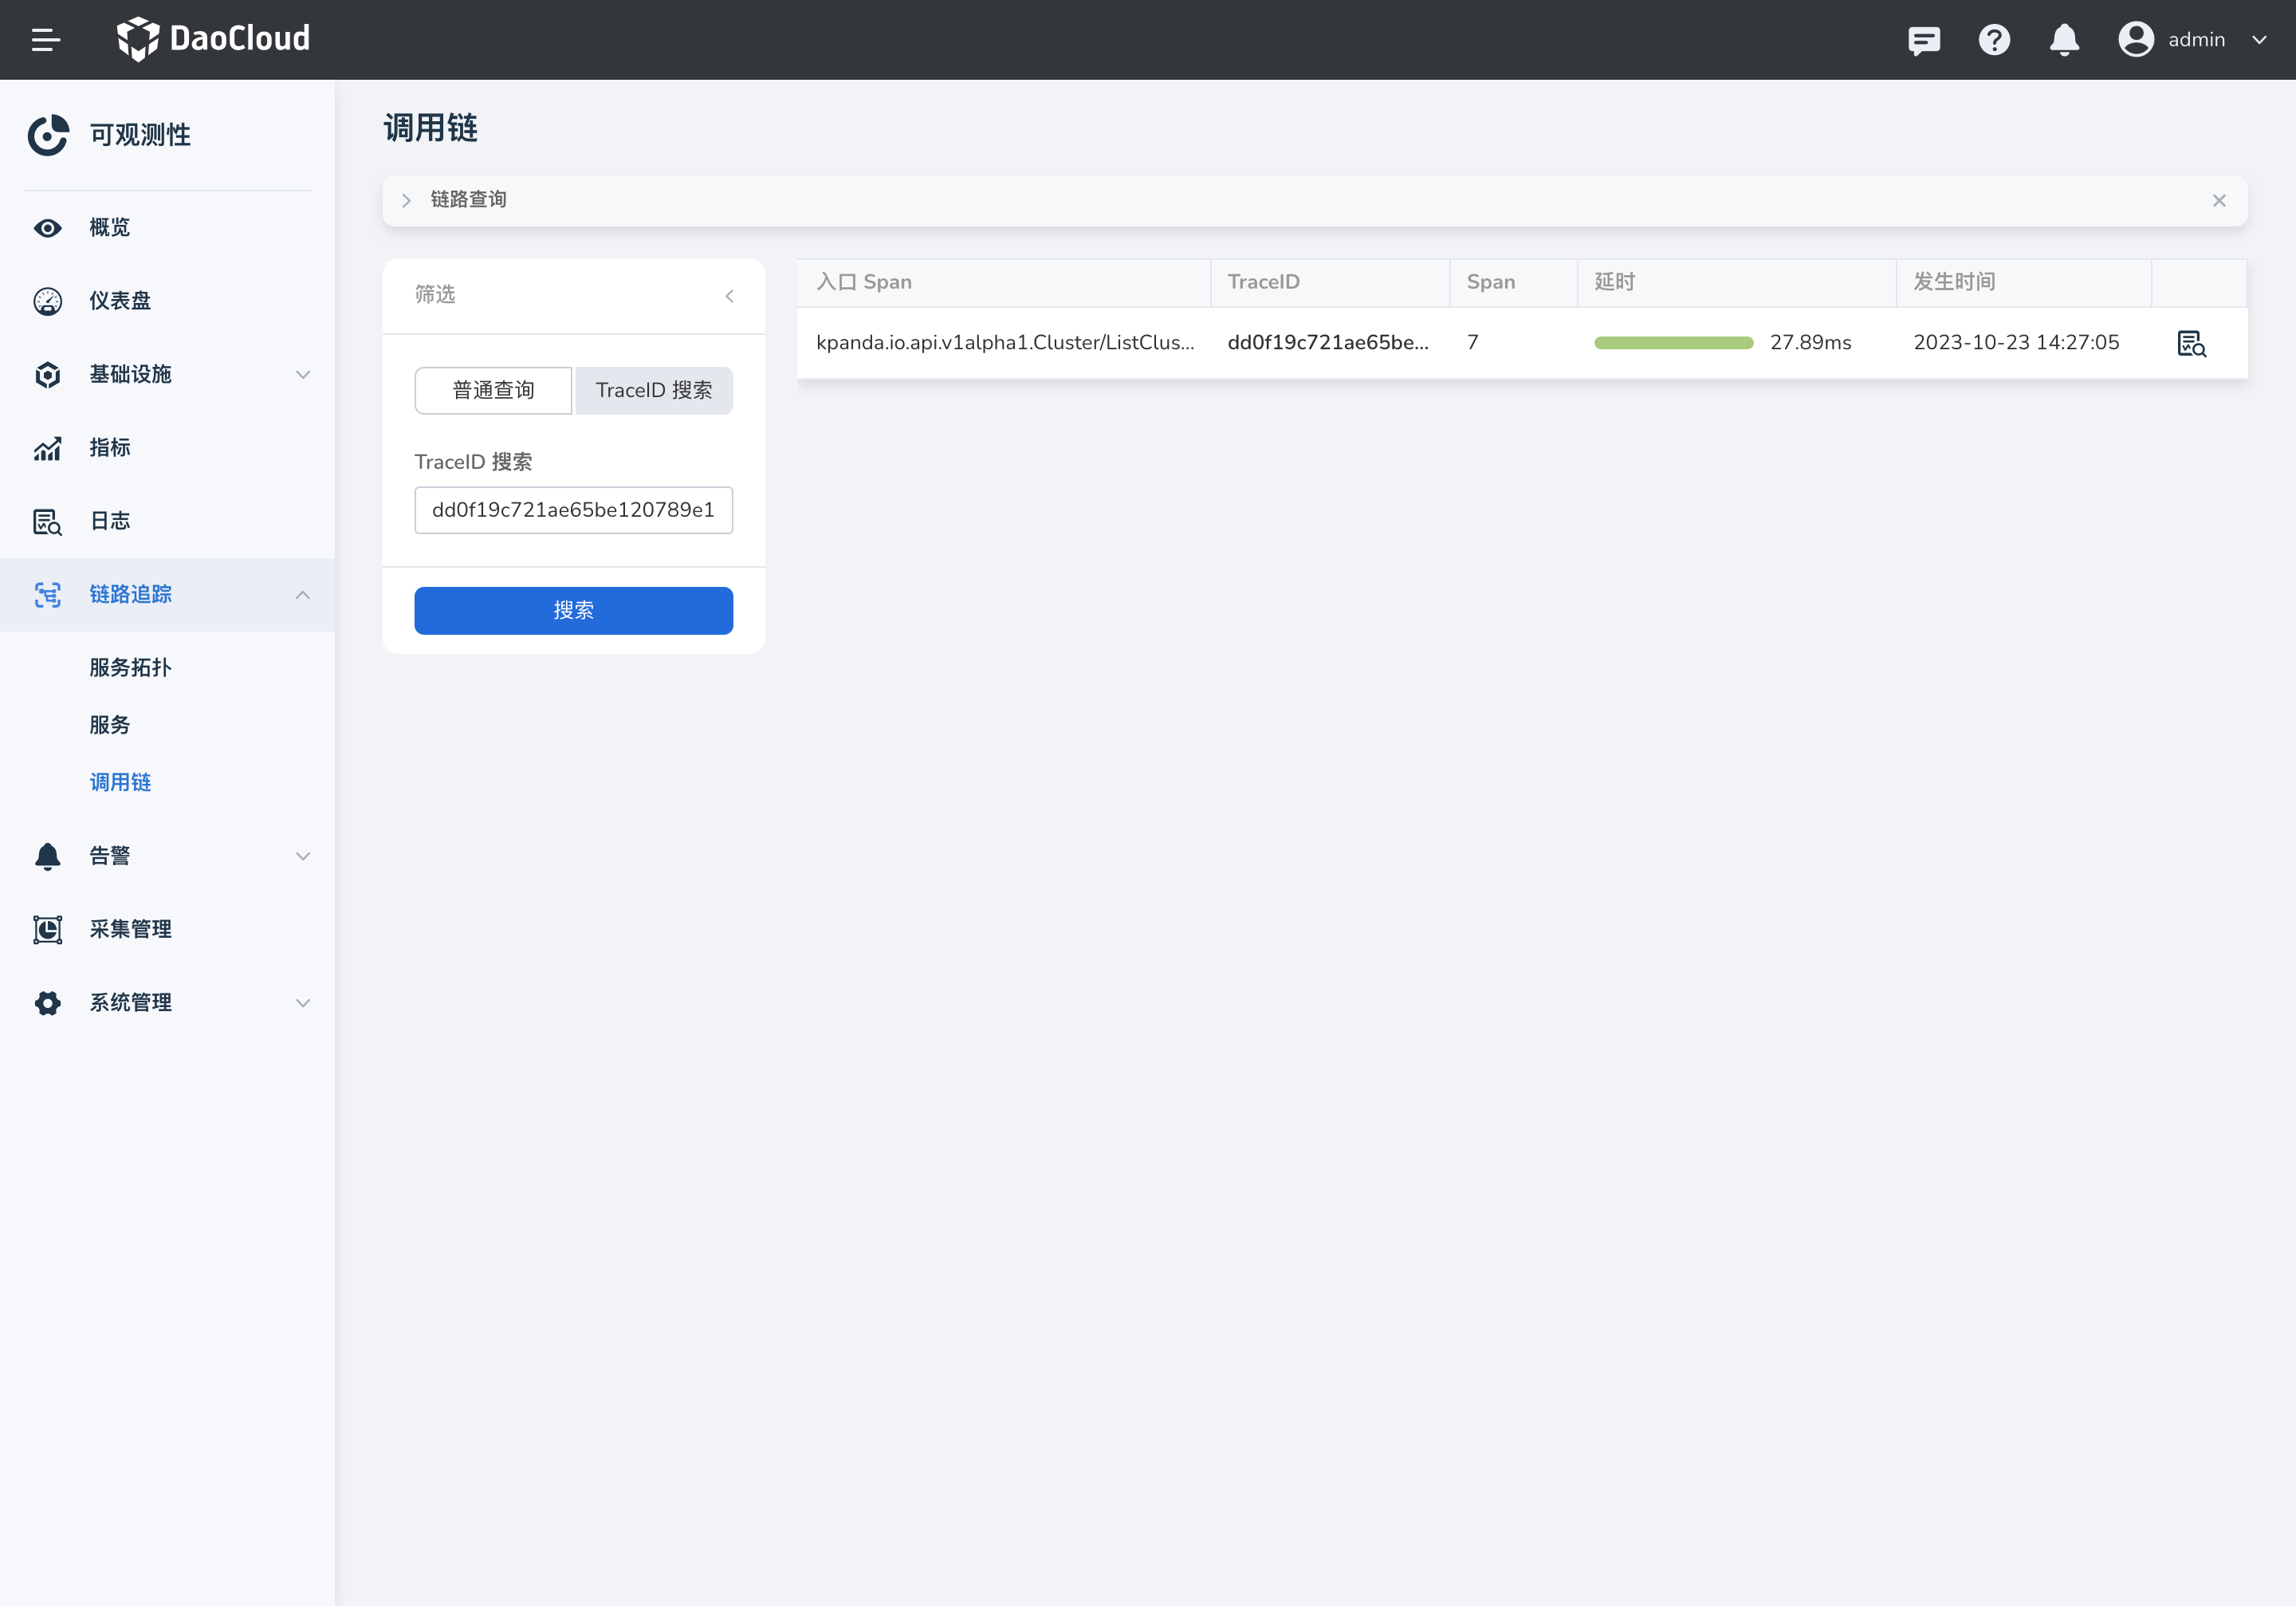 DaoCloud
admin
可观测性
概览
仪表盘
基础设施
指标
日志
链路追踪
服务拓扑
服务
调用链
告警
采集管理
系统管理
调用链
链路查询
筛选
普通查询
TraceID 搜索
TraceID 搜索
dd0f19c721ae65be120789e1
搜索
入口 Span TraceID Span 延时 发生时间
kpanda.io.api.v1alpha1.Cluster/ListClus... dd0f19c721ae65be... 7 27.89ms 2023-10-23 14:27:05